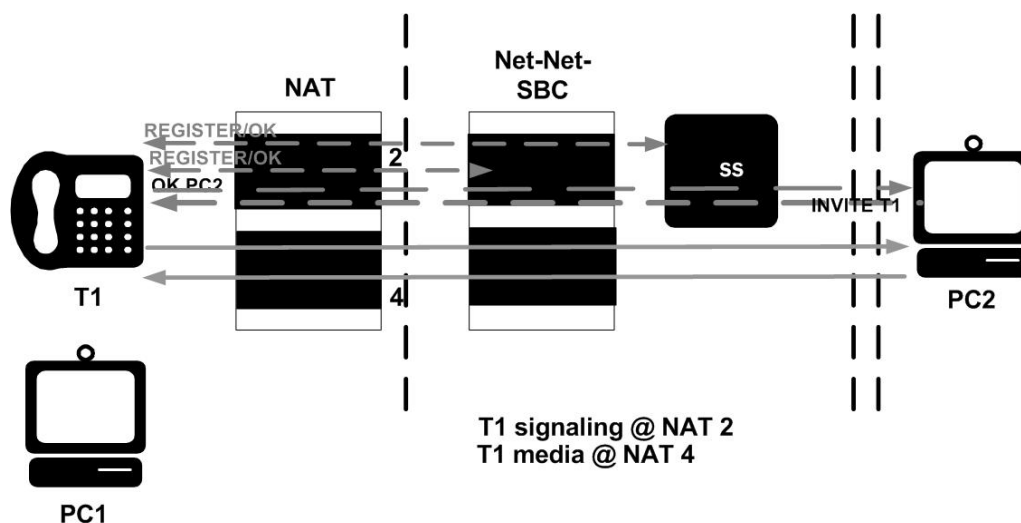 Net-Net-
SBC
NAT
REGISTER/OK
REGISTER/OK
2
OK PC2
SS
INVITE T1
T1
4
PC2
T1 signaling @ NAT 2
T1 media @ NAT 4
PC1